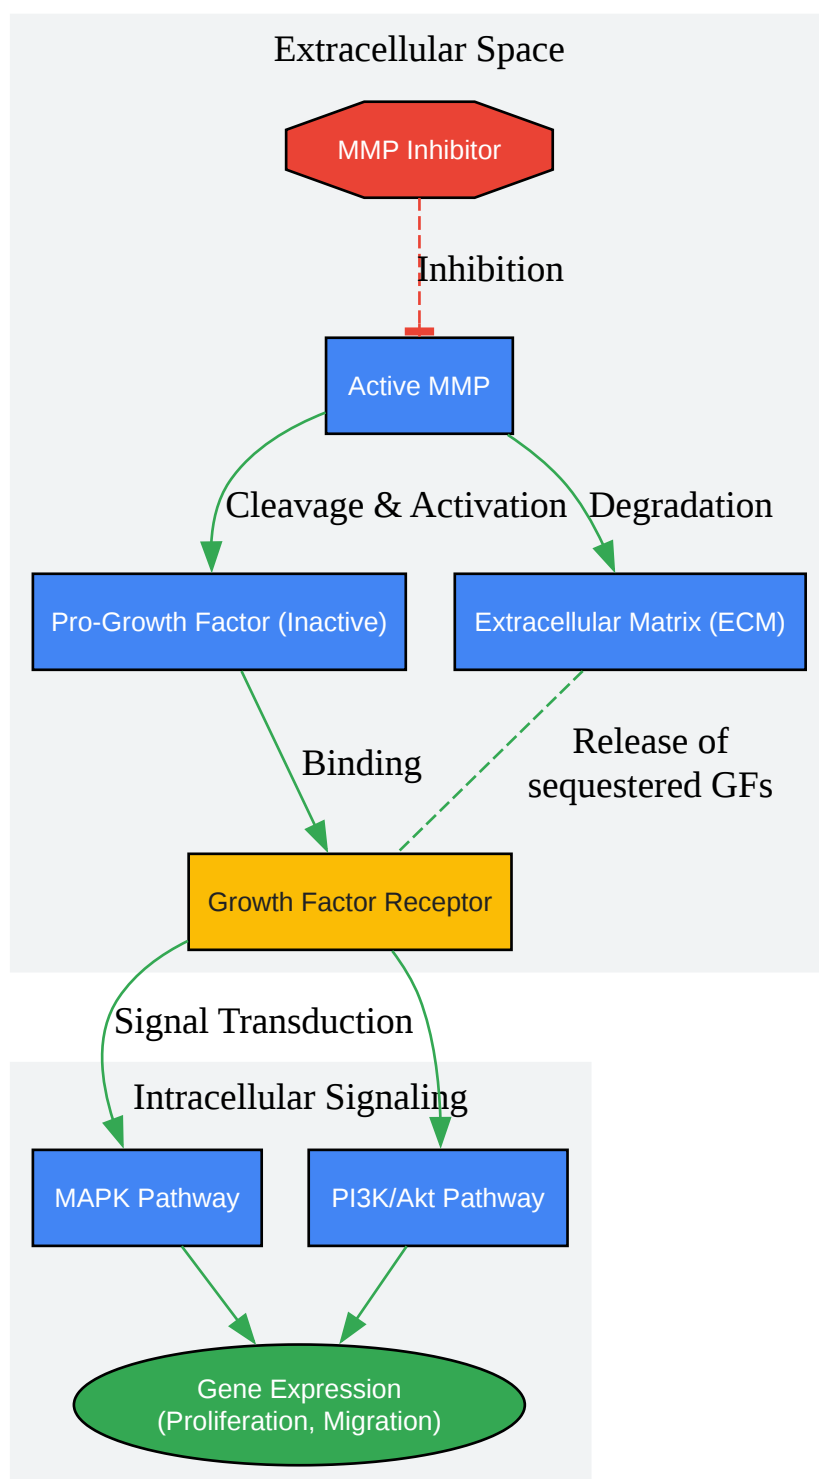 Extracellular Space
MMP Inhibitor
Inhibition
Active MMP
Cleavage & Activation
Degradation
Pro-Growth Factor (Inactive)
Extracellular Matrix (ECM)
Binding
Release of
sequestered GFs
Growth Factor Receptor
Signal Transduction
Intracellular Signaling
MAPK Pathway
PI3K/Akt Pathway
Gene Expression
(Proliferation, Migration)